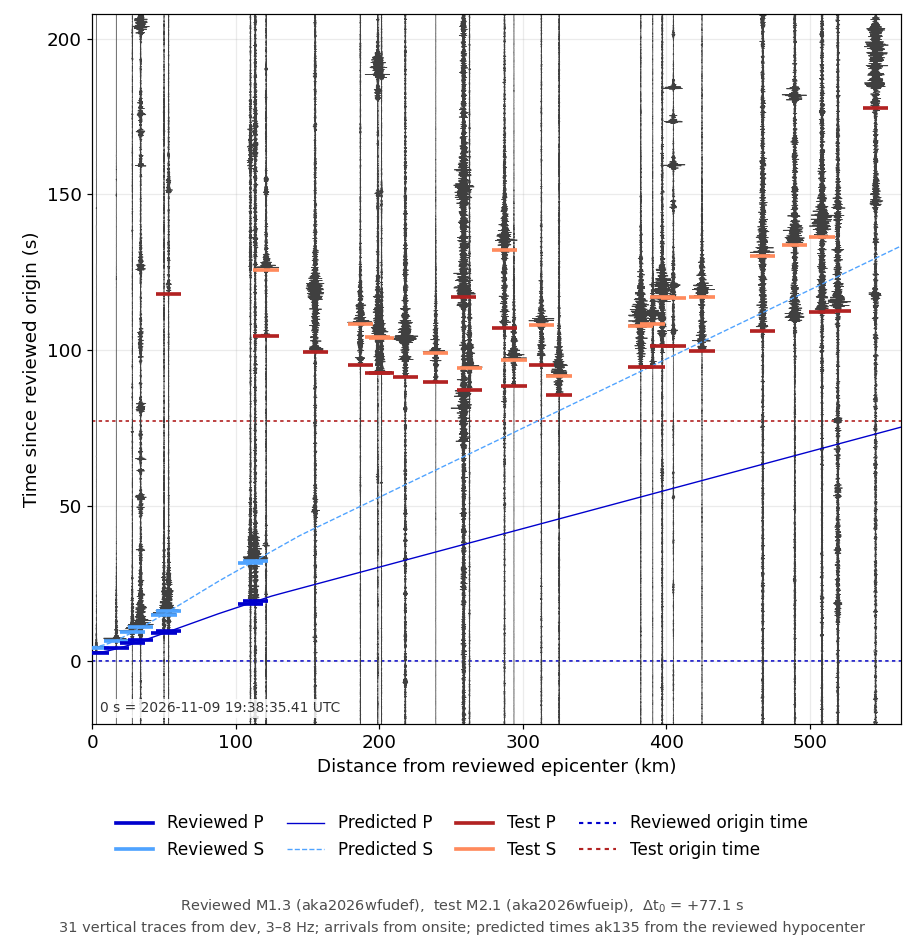 200
150
100
50
0
Time since reviewed origin (s)
0 s = 2026-11-09 19:38:35.41 UTC
0 100 200 300 400 500
Distance from reviewed epicenter (km)
Reviewed P Predicted P Test P Reviewed origin time
Reviewed S Predicted S Test S Test origin time
Reviewed M1.3 (aka2026wfudef), test M2.1 (aka2026wfueip), Δt₀ = +77.1 s
31 vertical traces from dev, 3–8 Hz; arrivals from onsite; predicted times ak135 from the reviewed hypocenter